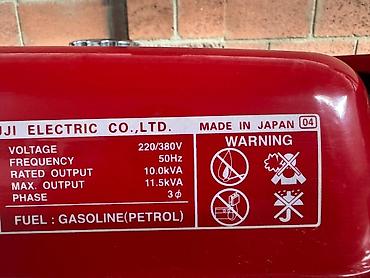 JI ELECTRIC CO.,LTD. MADE IN JAPAN 04
VOLTAGE 220/380V
FREQUENCY 50Hz
RATED OUTPUT 10.0kVA
MAX. OUTPUT 11.5kVA
PHASE 3ϕ
FUEL : GASOLINE(PETROL)
WARNING